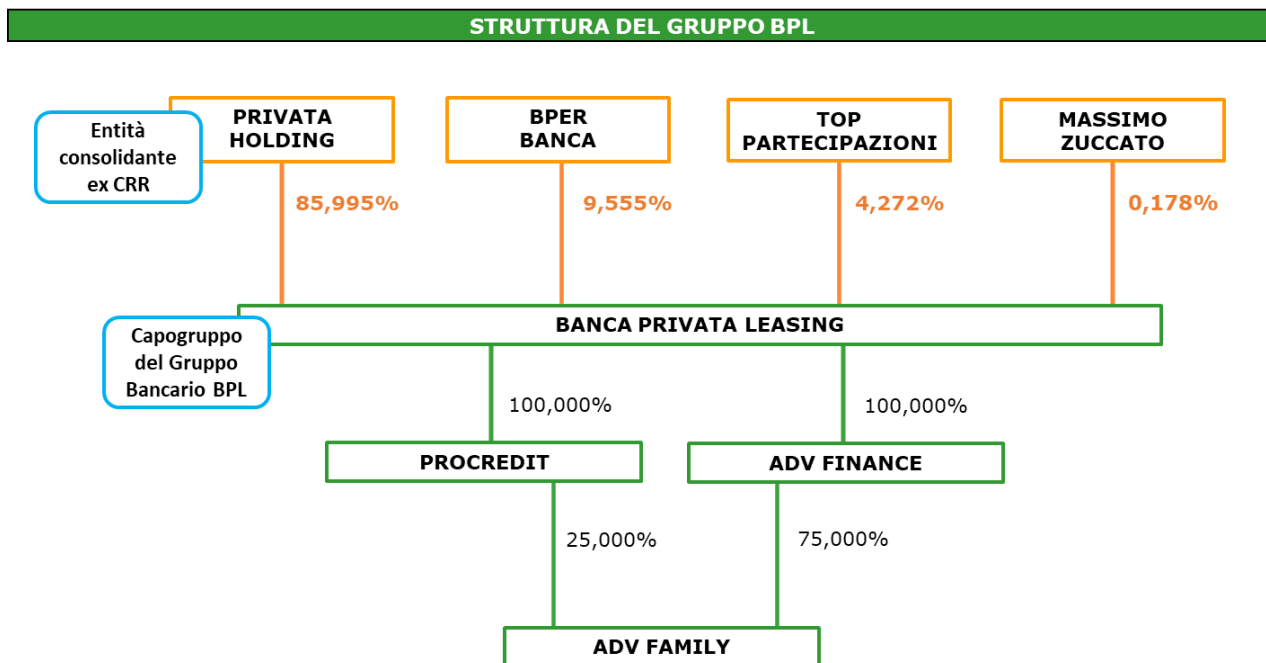 STRUTTURA DEL GRUPPO BPL
Entità
consolidante
ex CRR
PRIVATA
HOLDING
BPER
BANCA
TOP
PARTECIPAZIONI
MASSIMO
ZUCCATO
85,995%
9,555%
4,272%
0,178%
Capogruppo
del Gruppo
Bancario BPL
BANCA PRIVATA LEASING
100,000%
100,000%
PROCREDIT
ADV FINANCE
25,000%
75,000%
ADV FAMILY